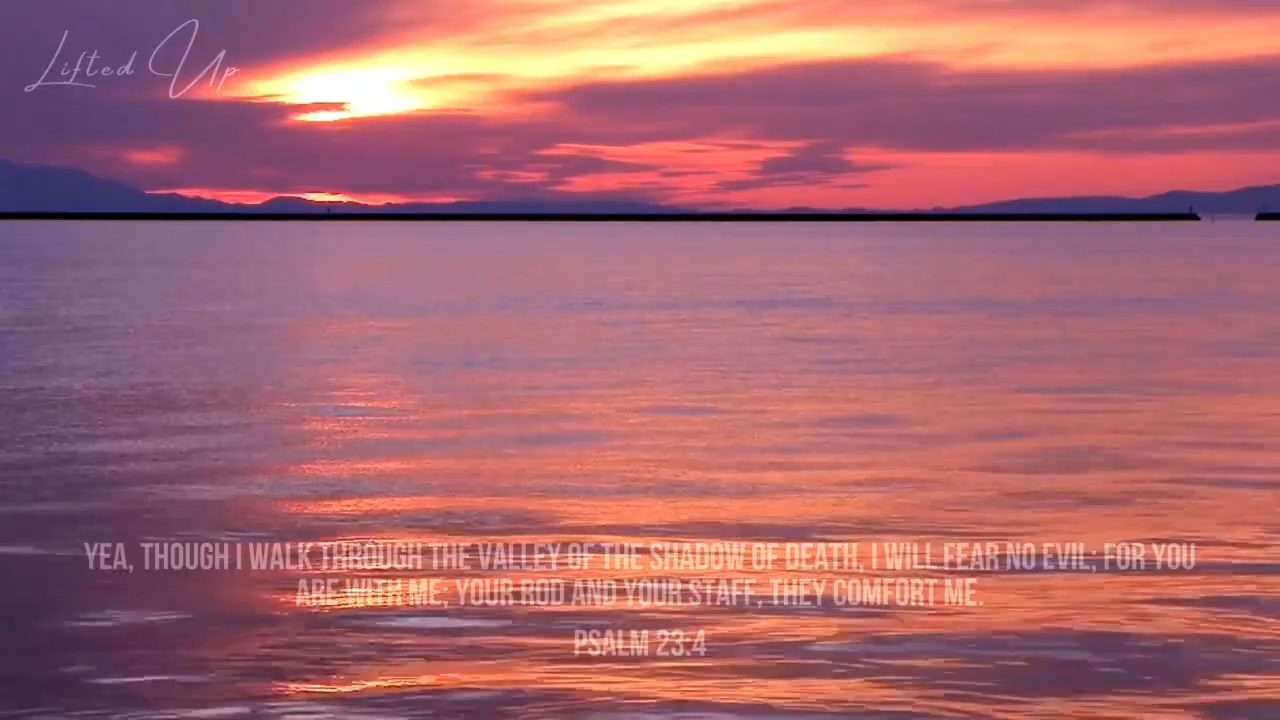 Lifted Up
YEA, THOUGH I WALK THROUGH THE VALLEY OF THE SHADOW OF DEATH, I WILL FEAR NO EVIL; FOR YOU
ARE WITH ME; YOUR ROD AND YOUR STAFF, THEY COMFORT ME.
PSALM 23:4